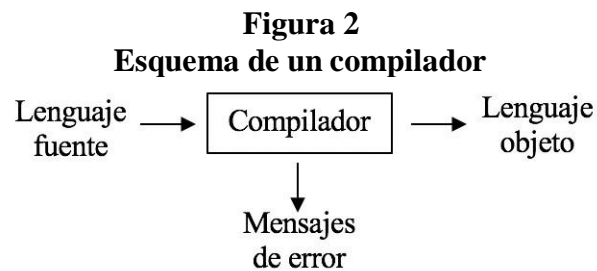 Figura 2
Esquema de un compilador
Lenguaje
fuente
Compilador
Lenguaje
objeto
Mensajes
de error